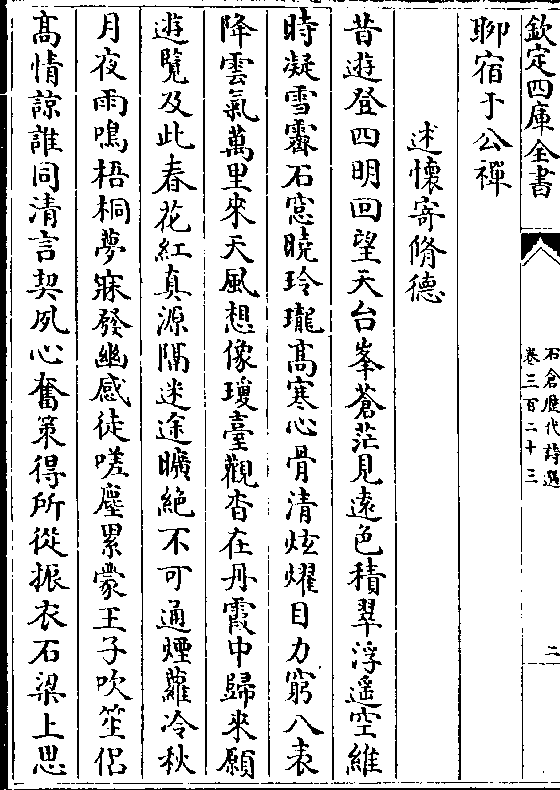 欽定四庫全書
石倉歷代詩選
卷三百二十三
二
聊宿于公禪
述懷寄脩德
昔遊登四明回望天台峯蒼茫見遠色積翠浮遥空維
時凝雪霽石窓曉玲瓏高寒心骨清炫燿目力窮八表
降雲氣萬里來天風想像瓊臺觀杳在丹霞中歸來願
遊覽及此春花紅真源隔迷途曠絶不可通煙蘿冷秋
月夜雨鳴梧桐夢寐發幽感徒嗟塵累蒙王子吹笙侣
髙情諒誰同清言契夙心奮策得所從振衣石梁上思